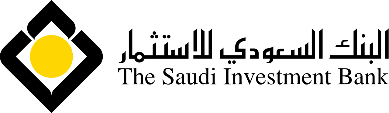 البنك السعودي للاستثمار
The Saudi Investment Bank